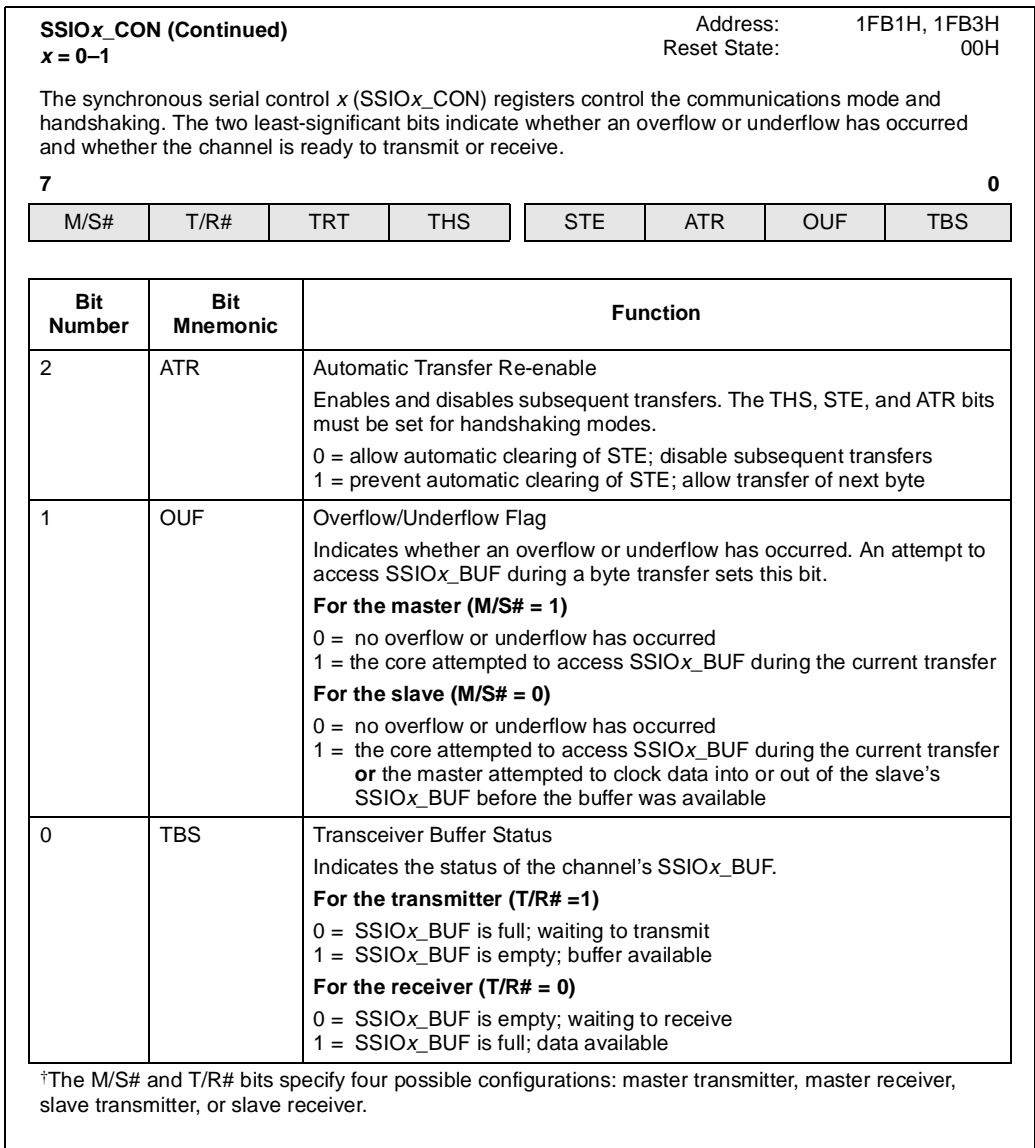 SSIOx_CON (Continued)
x = 0–1
Address: 1FB1H, 1FB3H
Reset State: 00H
The synchronous serial control x (SSIOx_CON) registers control the communications mode and
handshaking. The two least-significant bits indicate whether an overflow or underflow has occurred
and whether the channel is ready to transmit or receive.
7 0
M/S# T/R# TRT THS STE ATR OUF TBS
Bit Number Bit Mnemonic Function
2 ATR Automatic Transfer Re-enable
Enables and disables subsequent transfers. The THS, STE, and ATR bits
must be set for handshaking modes.
0 = allow automatic clearing of STE; disable subsequent transfers
1 = prevent automatic clearing of STE; allow transfer of next byte
1 OUF Overflow/Underflow Flag
Indicates whether an overflow or underflow has occurred. An attempt to
access SSIOx_BUF during a byte transfer sets this bit.
For the master (M/S# = 1)
0 = no overflow or underflow has occurred
1 = the core attempted to access SSIOx_BUF during the current transfer
For the slave (M/S# = 0)
0 = no overflow or underflow has occurred
1 = the core attempted to access SSIOx_BUF during the current transfer
or the master attempted to clock data into or out of the slave's
SSIOx_BUF before the buffer was available
0 TBS Transceiver Buffer Status
Indicates the status of the channel's SSIOx_BUF.
For the transmitter (T/R# =1)
0 = SSIOx_BUF is full; waiting to transmit
1 = SSIOx_BUF is empty; buffer available
For the receiver (T/R# = 0)
0 = SSIOx_BUF is empty; waiting to receive
1 = SSIOx_BUF is full; data available
†The M/S# and T/R# bits specify four possible configurations: master transmitter, master receiver,
slave transmitter, or slave receiver.